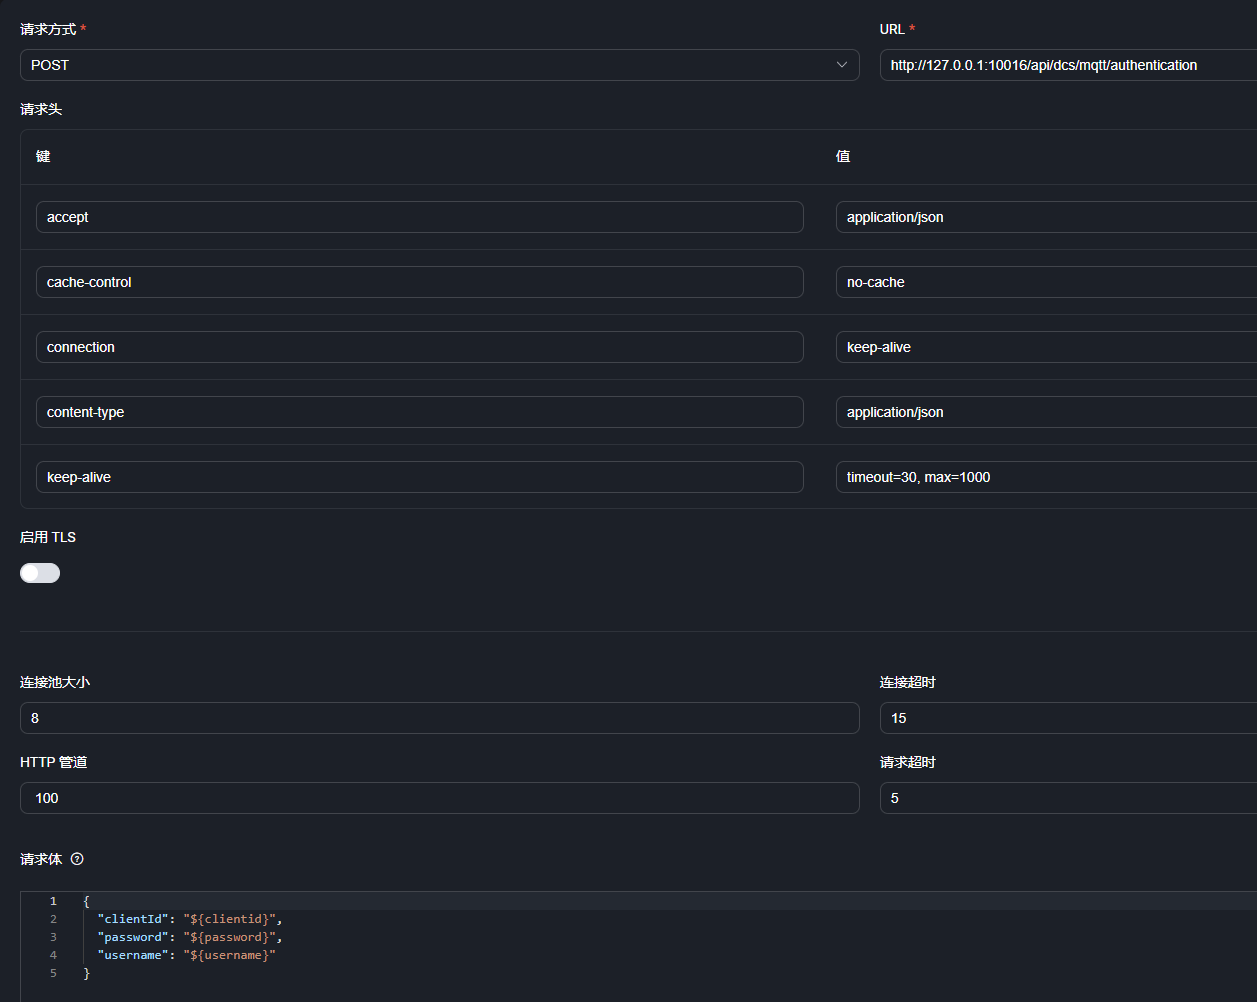 请求方式 *
URL *
POST
http://127.0.0.1:10016/api/dcs/mqtt/authentication
请求头
键
值
accept
application/json
cache-control
no-cache
connection
keep-alive
content-type
application/json
keep-alive
timeout=30, max=1000
启用 TLS
连接池大小
连接超时
8
15
HTTP 管道
请求超时
100
5
请求体 ?
1 {
2 "clientId": "${clientid}",
3 "password": "${password}",
4 "username": "${username}"
5 }